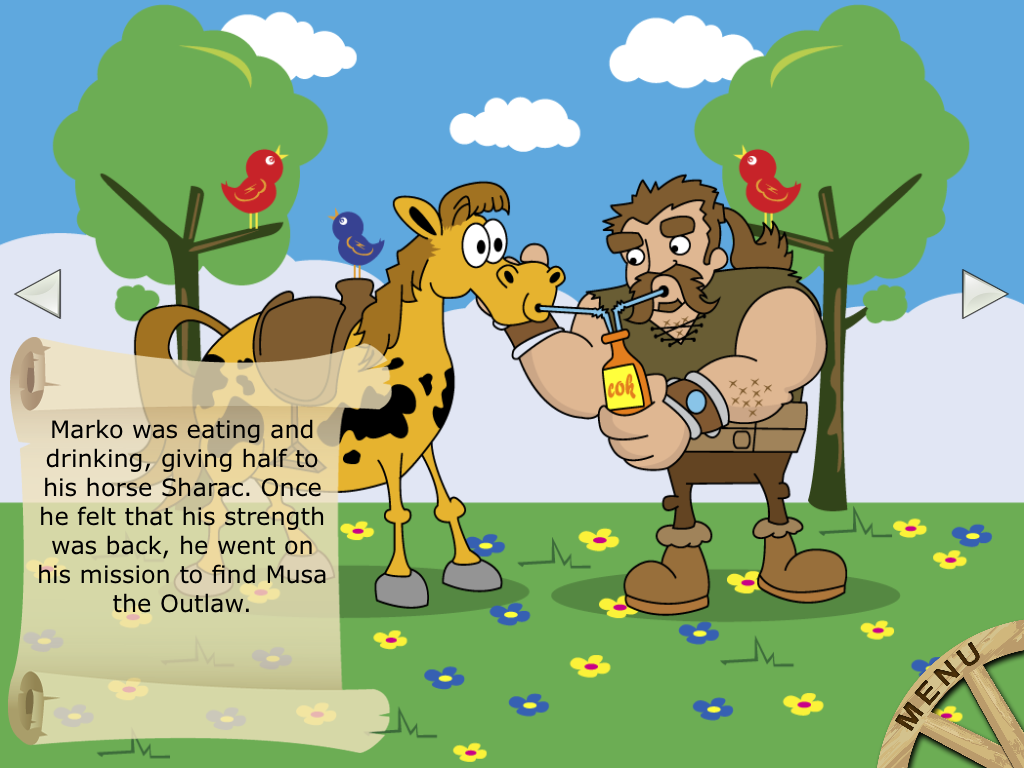 Marko was eating and
drinking, giving half to
his horse Sharac. Once
he felt that his strength
was back, he went on
his mission to find Musa
the Outlaw.
cok
MENU